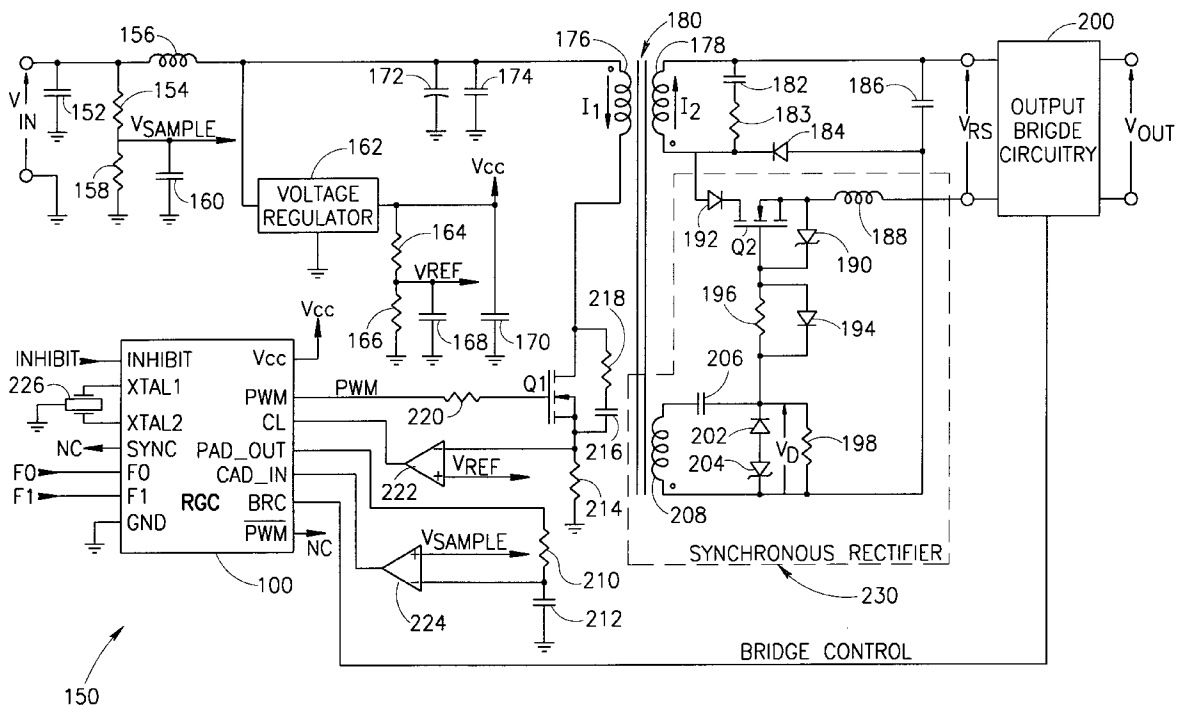 180
200
156
176
178
172
174
182
154
152
V IN
I1
I2
183
186
OUTPUT BRIGDE CIRCUITRY
VRS
VOUT
VSAMPLE
162
Vcc
184
158
160
VOLTAGE REGULATOR
192
Q2
188
190
164
VREF
218
196
194
Vcc
166
168
170
206
INHIBIT
INHIBIT
Vcc
226
XTAL1
PWM
PWM
Q1
220
XTAL2
CL
202
VD
198
NC
SYNC
PAD_OUT
216
F0
F0
CAD_IN
222
VREF
204
F1
F1
RGC
BRC
214
208
GND
PWM
NC
VSAMPLE
SYNCHRONOUS RECTIFIER
100
210
230
224
212
BRIDGE CONTROL
150